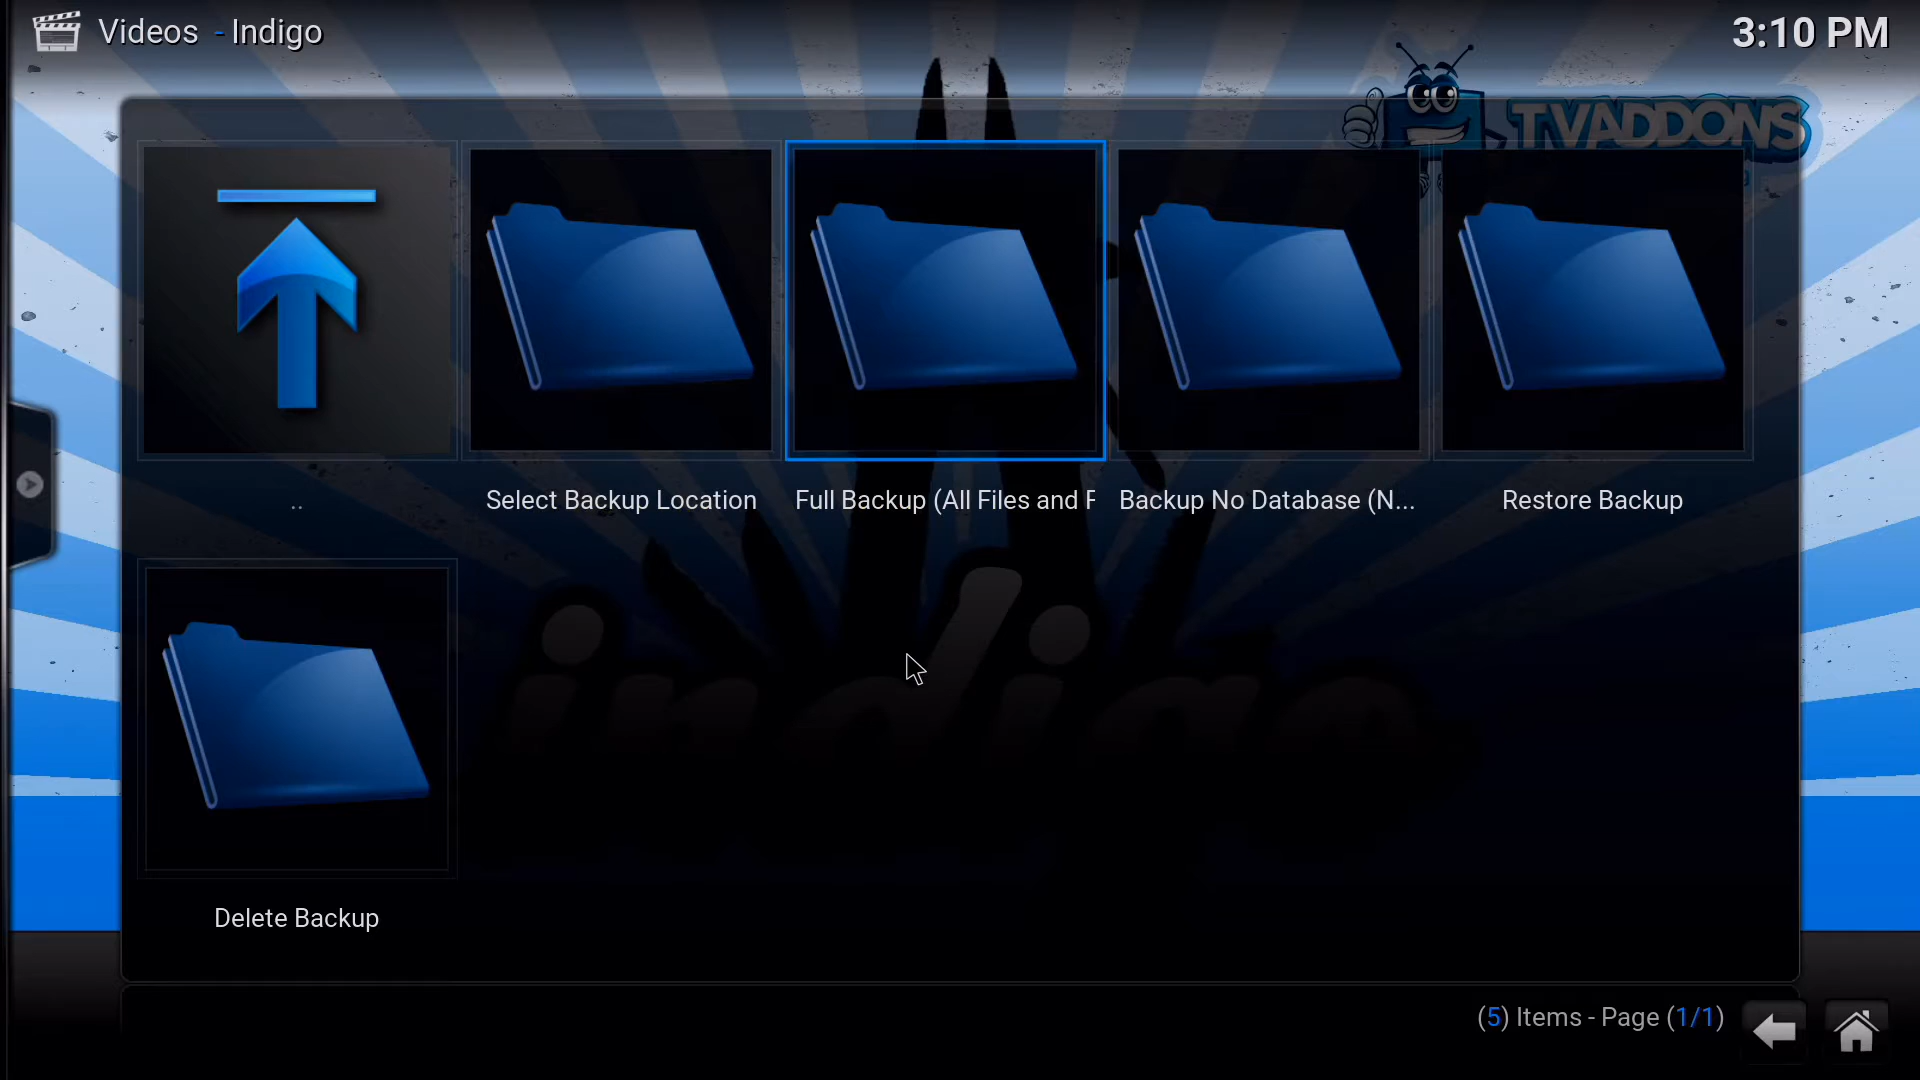 Videos - Indigo
3:10 PM
TVADDONS
..
Select Backup Location
Full Backup (All Files and F
Backup No Database (N...
Restore Backup
indigo
Delete Backup
(5) Items - Page (1/1)